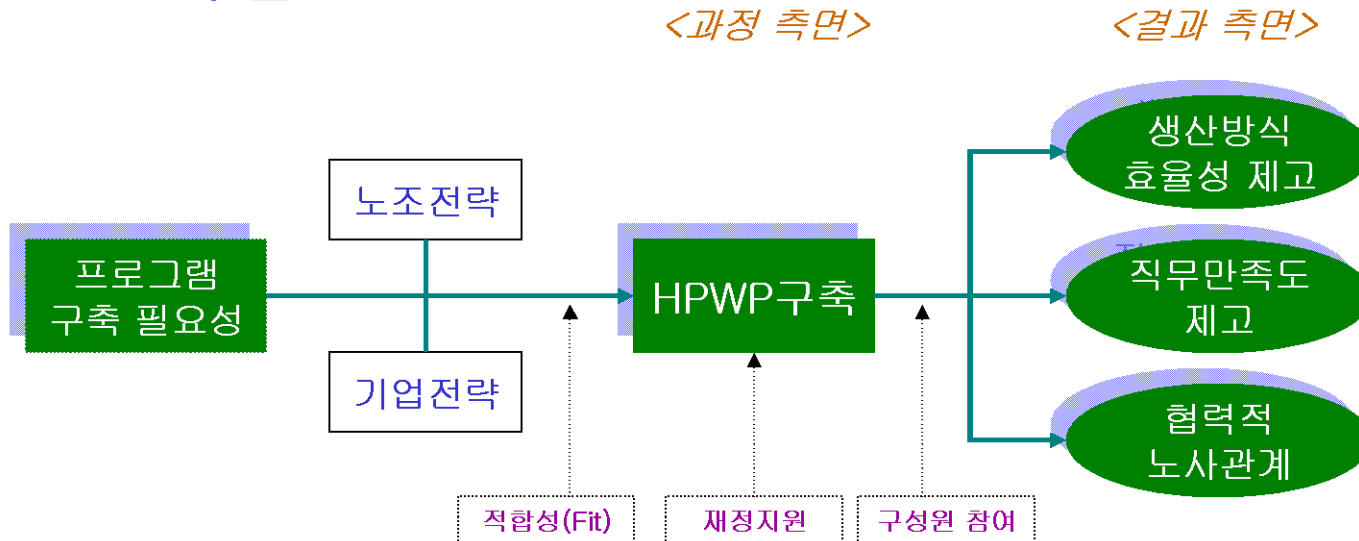 <과정 측면>
<결과 측면>
생산방식
효율성 제고
노조전략
프로그램
구축 필요성
HPWP구축
직무만족도
제고
기업전략
협력적
노사관계
적합성(Fit)
재정지원
구성원 참여